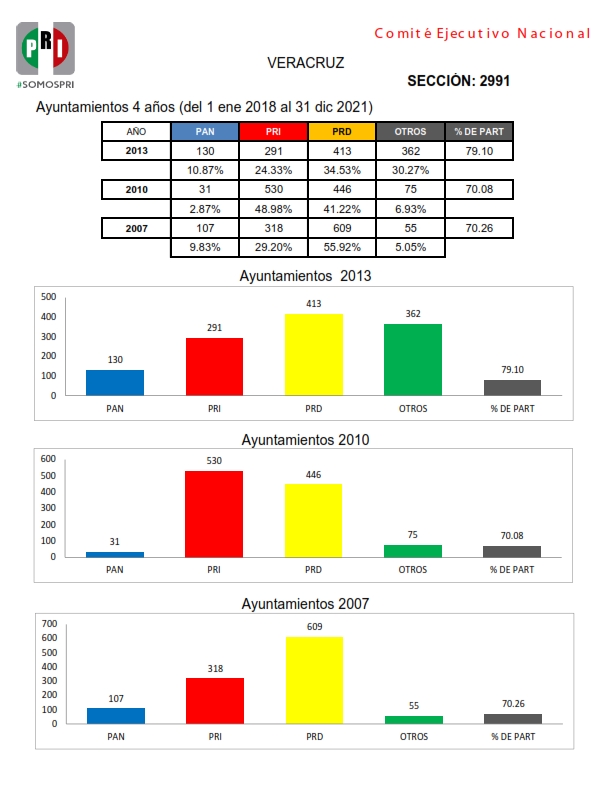 Comité Ejecutivo Nacional
PRI
#SOMOSPRI
VERACRUZ
SECCIÓN: 2991
Ayuntamientos 4 años (del 1 ene 2018 al 31 dic 2021)
AÑO PAN PRI PRD OTROS % DE PART
2013 130 291 413 362 79.10
10.87% 24.33% 34.53% 30.27%
2010 31 530 446 75 70.08
2.87% 48.98% 41.22% 6.93%
2007 107 318 609 55 70.26
9.83% 29.20% 55.92% 5.05%
Ayuntamientos 2013
500
400
300
200
100
0
130 291 413 362 79.10
PAN PRI PRD OTROS % DE PART
Ayuntamientos 2010
600
500
400
300
200
100
0
31 530 446 75 70.08
PAN PRI PRD OTROS % DE PART
Ayuntamientos 2007
700
600
500
400
300
200
100
0
107 318 609 55 70.26
PAN PRI PRD OTROS % DE PART